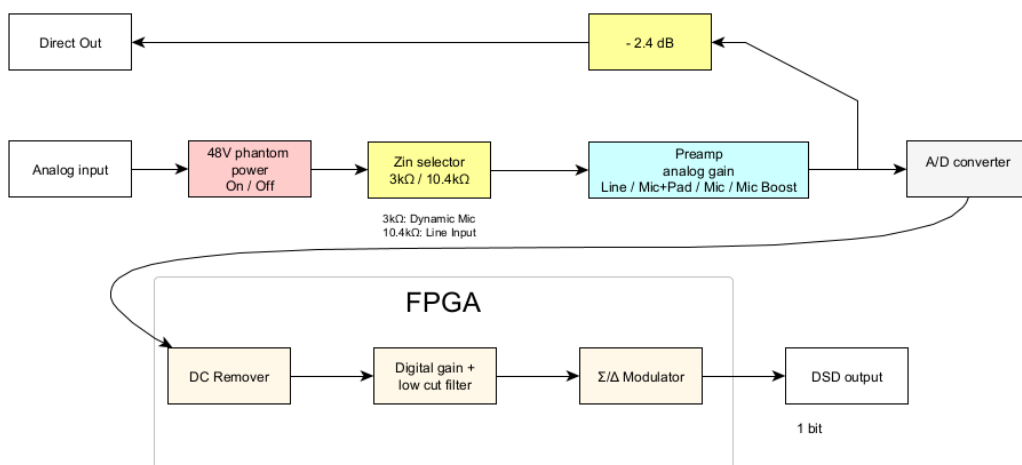 Direct Out
- 2.4 dB
Analog input
48V phantom
power
On / Off
Zin selector
3kΩ / 10.4kΩ
Preamp
analog gain
Line / Mic+Pad / Mic / Mic Boost
A/D converter
3kΩ: Dynamic Mic
10.4kΩ: Line Input
FPGA
DC Remover
Digital gain +
low cut filter
Σ/Δ Modulator
DSD output
1 bit